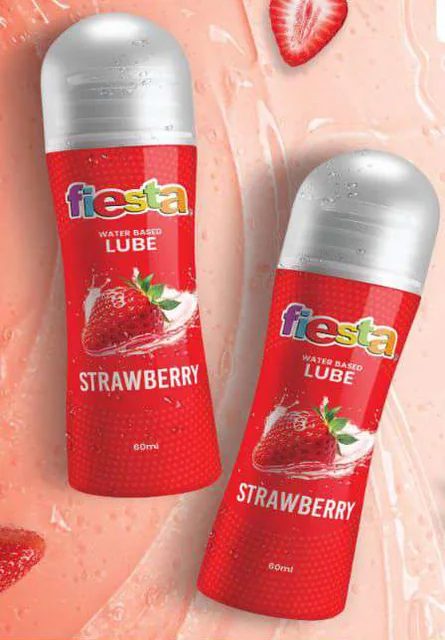 fiesta
WATER BASED
LUBE
STRAWBERRY
60ml
fiesta
WATER BASED
LUBE
STRAWBERRY
60ml